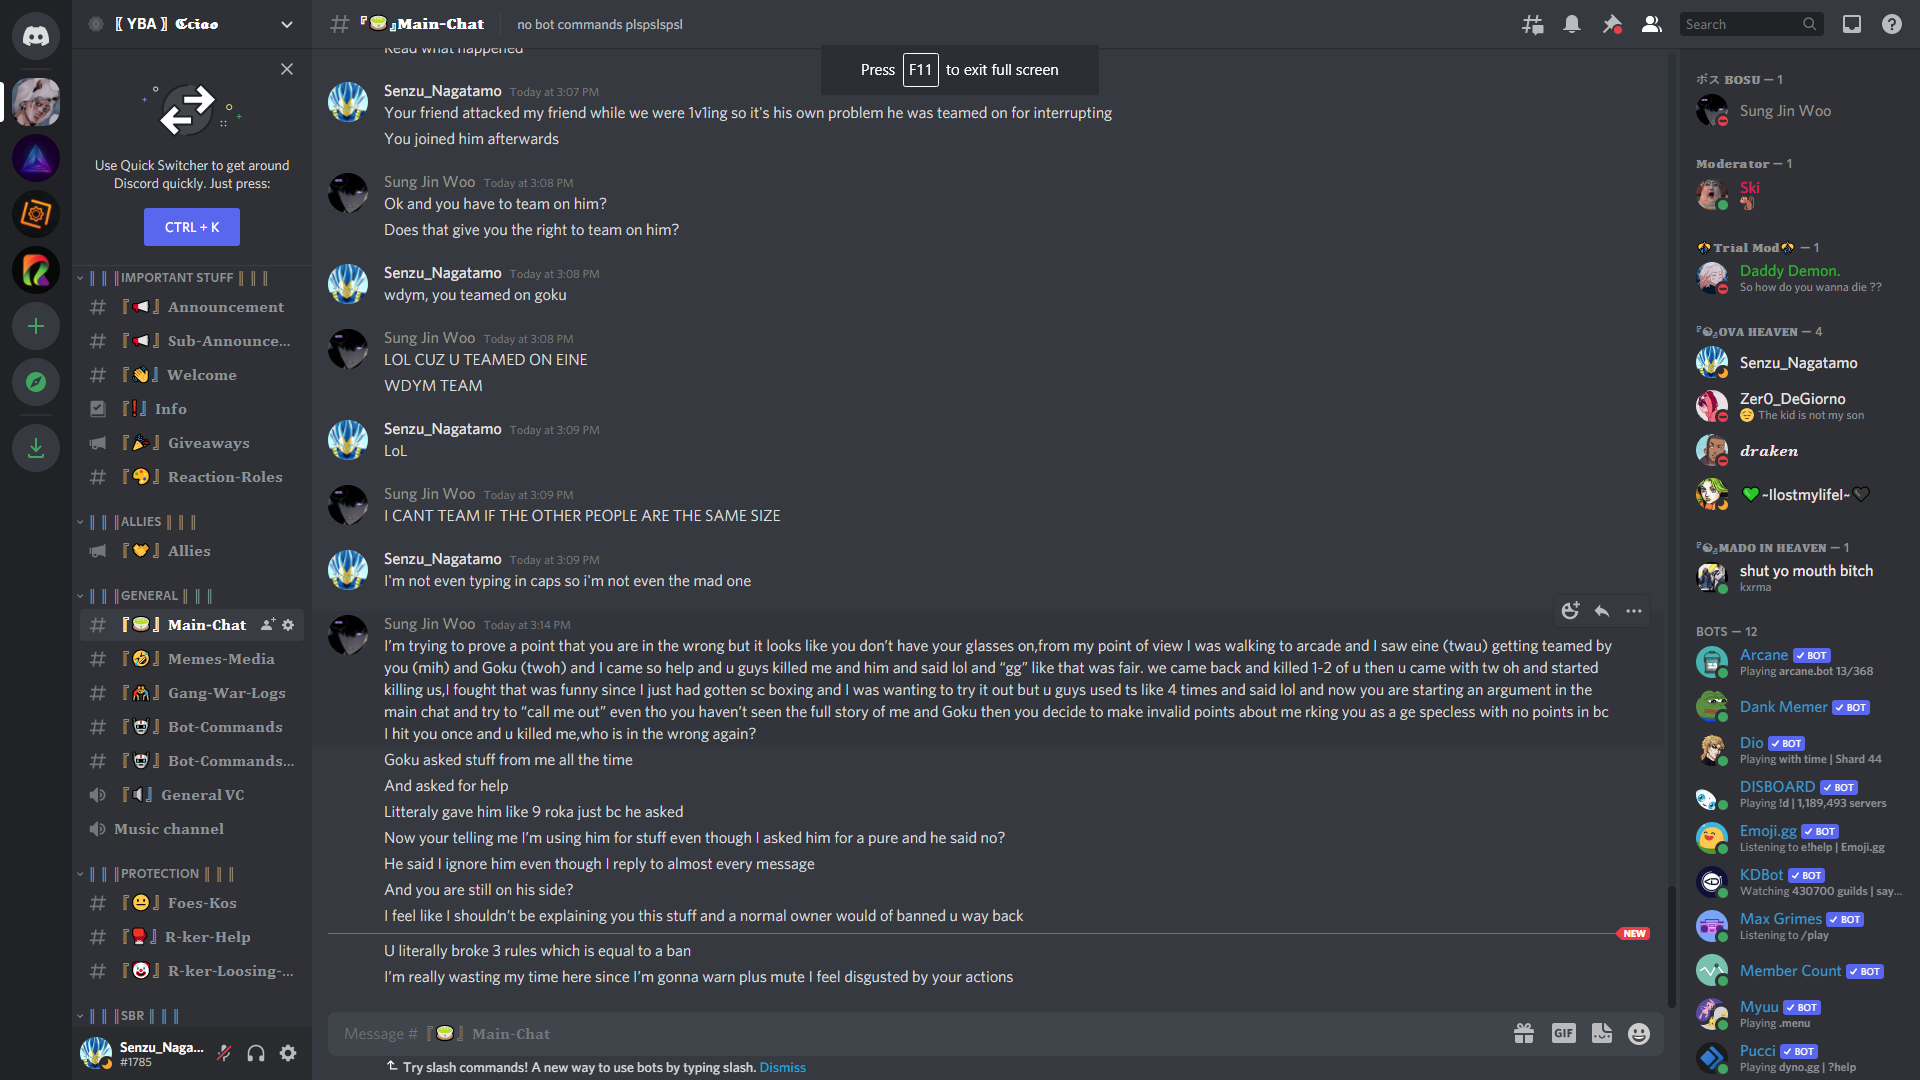 〘 YBA 〙 𝕮𝖈𝖎𝖆𝖔
『🍵』Main-Chat
no bot commands plspslspsl
Search
Use Quick Switcher to get around
Discord quickly. Just press:
CTRL + K
║║║IMPORTANT STUFF║║║
『📢』Announcement
『📢』Sub-Announce...
『👋』Welcome
『❗』Info
『🎉』Giveaways
『🎨』Reaction-Roles
║║║ALLIES║║║
『🤝』Allies
║║║GENERAL║║║
『🍵』Main-Chat
『🤣』Memes-Media
『👬』Gang-War-Logs
『🤖』Bot-Commands
『🤖』Bot-Commands...
『🔊』General VC
Music channel
║║║PROTECTION║║║
『😐』Foes-Kos
『🥊』R-ker-Help
『🤡』R-ker-Loosing-...
║║║SBR║║║
Senzu_Naga...
#1785
Read what happened
Press F11 to exit full screen
Senzu_Nagatamo Today at 3:07 PM
Your friend attacked my friend while we were 1v1ing so it's his own problem he was teamed on for interrupting
You joined him afterwards
Sung Jin Woo Today at 3:08 PM
Ok and you have to team on him?
Does that give you the right to team on him?
Senzu_Nagatamo Today at 3:08 PM
wdym, you teamed on goku
Sung Jin Woo Today at 3:08 PM
LOL CUZ U TEAMED ON EINE
WDYM TEAM
Senzu_Nagatamo Today at 3:09 PM
LoL
Sung Jin Woo Today at 3:09 PM
I CANT TEAM IF THE OTHER PEOPLE ARE THE SAME SIZE
Senzu_Nagatamo Today at 3:09 PM
I'm not even typing in caps so i'm not even the mad one
Sung Jin Woo Today at 3:14 PM
I’m trying to prove a point that you are in the wrong but it looks like you don’t have your glasses on,from my point of view I was walking to arcade and I saw eine (twau) getting teamed by
you (mih) and Goku (twoh) and I came so help and u guys killed me and him and said lol and “gg” like that was fair. we came back and killed 1-2 of u then u came with tw oh and started
killing us,I fought that was funny since I just had gotten sc boxing and I was wanting to try it out but u guys used ts like 4 times and said lol and now you are starting an argument in the
main chat and try to “call me out” even tho you haven’t seen the full story of me and Goku then you decide to make invalid points about me rking you as a ge specless with no points in bc
I hit you once and u killed me,who is in the wrong again?
Goku asked stuff from me all the time
And asked for help
Litteraly gave him like 9 roka just bc he asked
Now your telling me I’m using him for stuff even though I asked him for a pure and he said no?
He said I ignore him even though I reply to almost every message
And you are still on his side?
I feel like I shouldn’t be explaining you this stuff and a normal owner would of banned u way back
NEW
U literally broke 3 rules which is equal to a ban
I’m really wasting my time here since I’m gonna warn plus mute I feel disgusted by your actions
Message #『🍵』Main-Chat
GIF
Try slash commands! A new way to use bots by typing slash. Dismiss
ボス BOSU — 1
Sung Jin Woo
Moderator — 1
Ski
Trial Mod — 1
Daddy Demon.
So how do you wanna die ??
『☯』OVA HEAVEN — 4
Senzu_Nagatamo
Zer0_DeGiorno
The kid is not my son
𝒅𝒓𝒂𝒌𝒆𝒏
💚~Ilostmylifel~🖤
『☯』MADO IN HEAVEN — 1
shut yo mouth bitch
kxrma
BOTS — 12
Arcane BOT
Playing arcane.bot 13/368
Dank Memer BOT
Dio BOT
Playing with time | Shard 44
DISBOARD BOT
Playing !d | 1,189,493 servers
Emoji.gg BOT
Listening to e!help | Emoji.gg
KDBot BOT
Watching 430700 guilds | say...
Max Grimes BOT
Listening to /play
Member Count BOT
Myuu BOT
Playing .menu
Pucci BOT
Playing dyno.gg | ?help